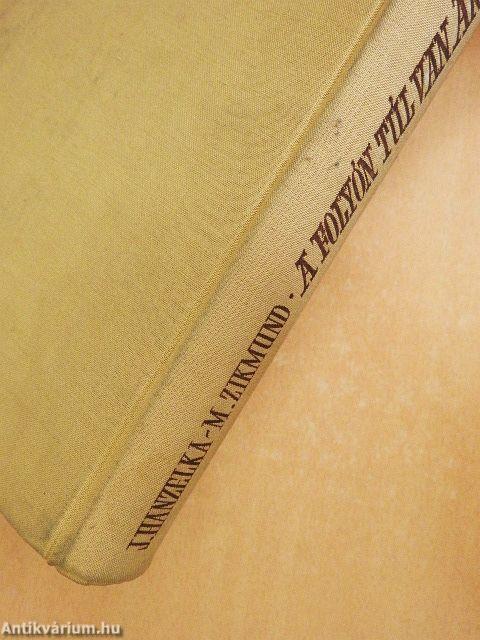 J. HANZELKA - M. ZIKMUND - A FOLYÓN TÚL VAN
Antikvárium.hu